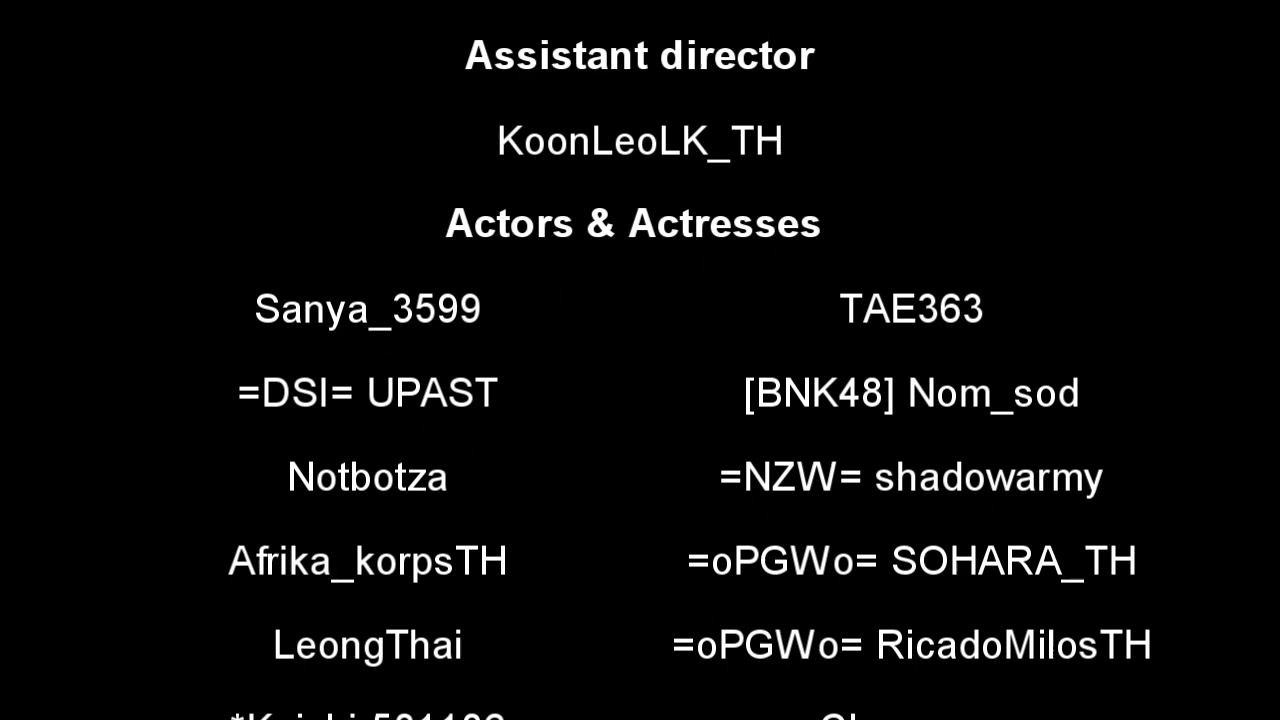 Assistant director
KoonLeoLK_TH
Actors & Actresses
Sanya_3599 TAE363
=DSI= UPAST [BNK48] Nom_sod
Notbotza =NZW= shadowarmy
Afrika_korpsTH =oPGWo= SOHARA_TH
LeongThai =oPGWo= RicadoMilosTH